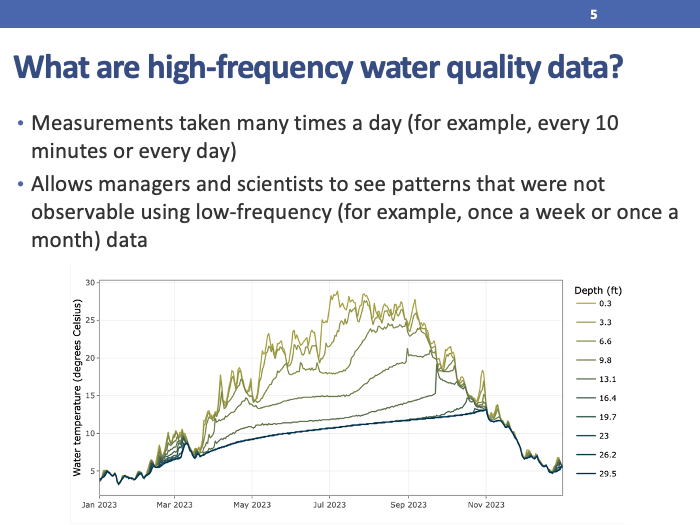 5
What are high-frequency water quality data?
• Measurements taken many times a day (for example, every 10
minutes or every day)
• Allows managers and scientists to see patterns that were not
observable using low-frequency (for example, once a week or once a
month) data
Water temperature (degrees Celsius)
30
25
20
15
10
5
Jan 2023
Mar 2023
May 2023
Jul 2023
Sep 2023
Nov 2023
Depth (ft)
0.3
3.3
6.6
9.8
13.1
16.4
19.7
23
26.2
29.5